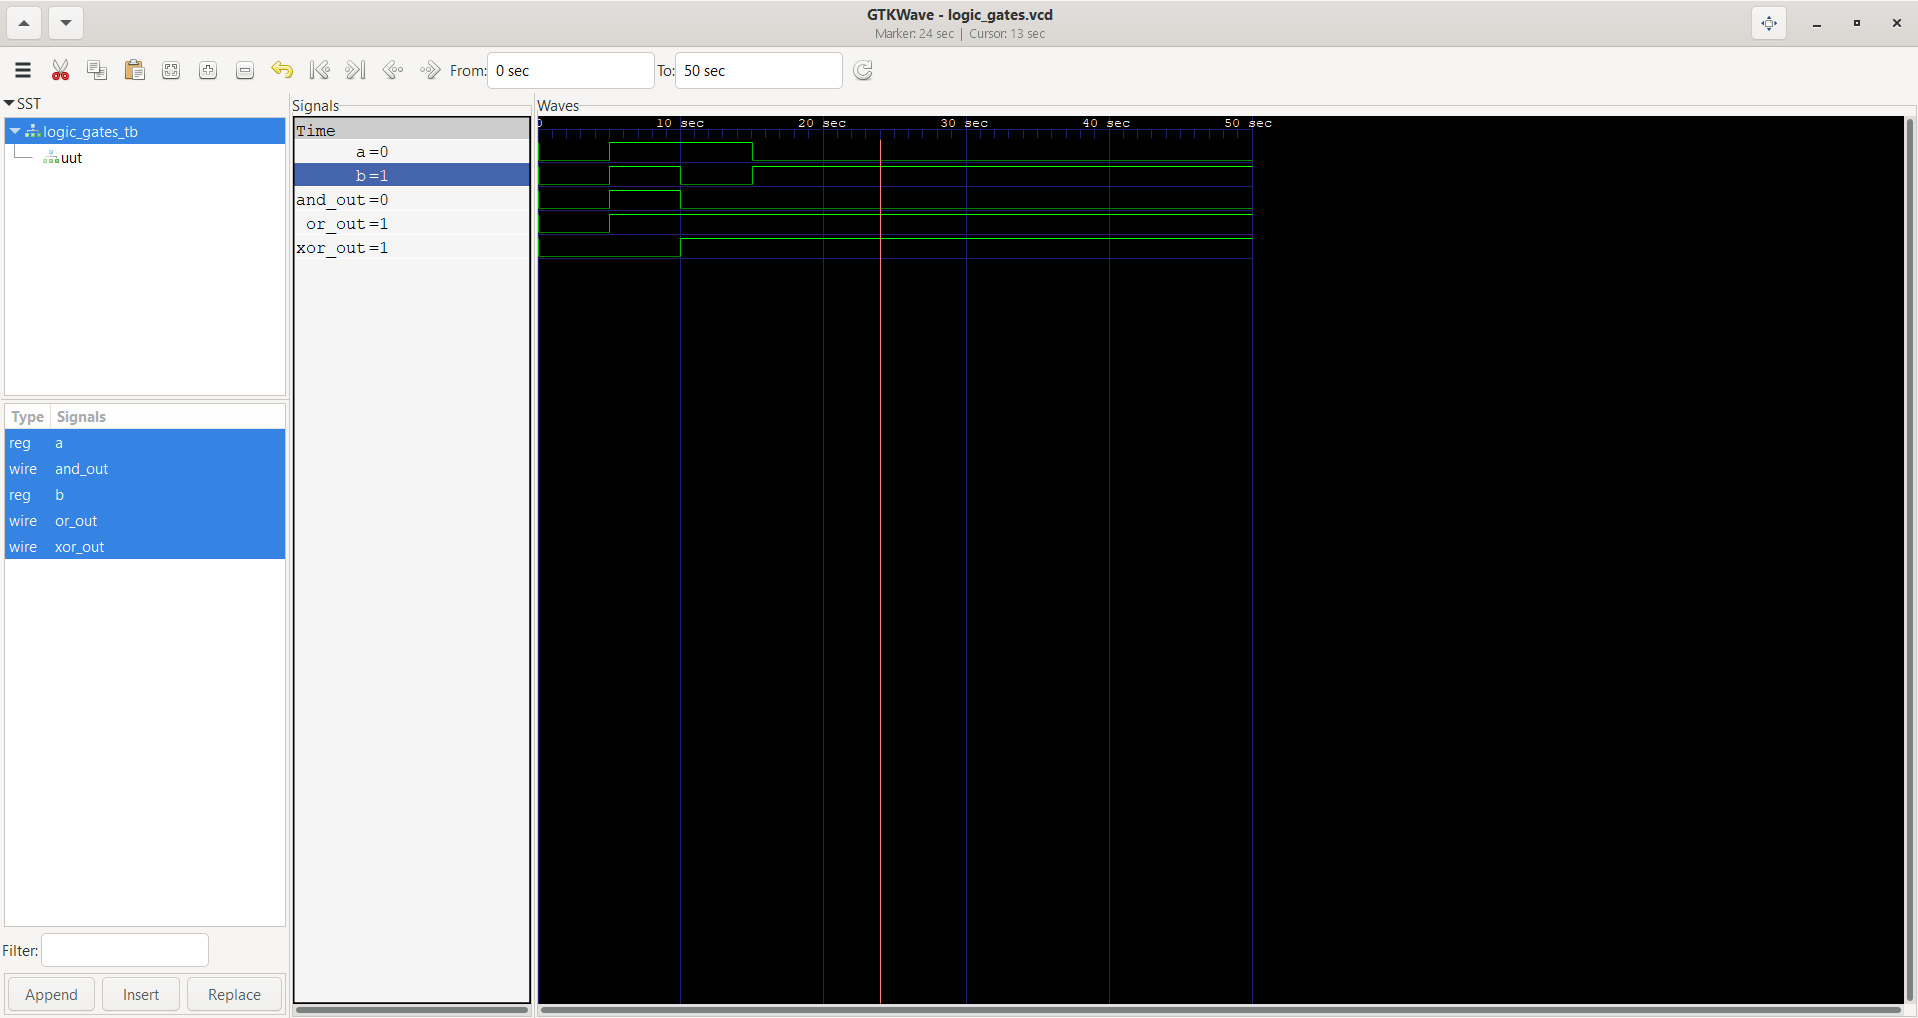 GTKWave - logic_gates.vcd
Marker: 24 sec | Cursor: 13 sec
From: 0 sec To: 50 sec
SST
logic_gates_tb
uut
Type Signals
reg a
wire and_out
reg b
wire or_out
wire xor_out
Filter:
Append Insert Replace
Signals
Time
a=0
b=1
and_out=0
or_out=1
xor_out=1
Waves
0 10 sec 20 sec 30 sec 40 sec 50 sec